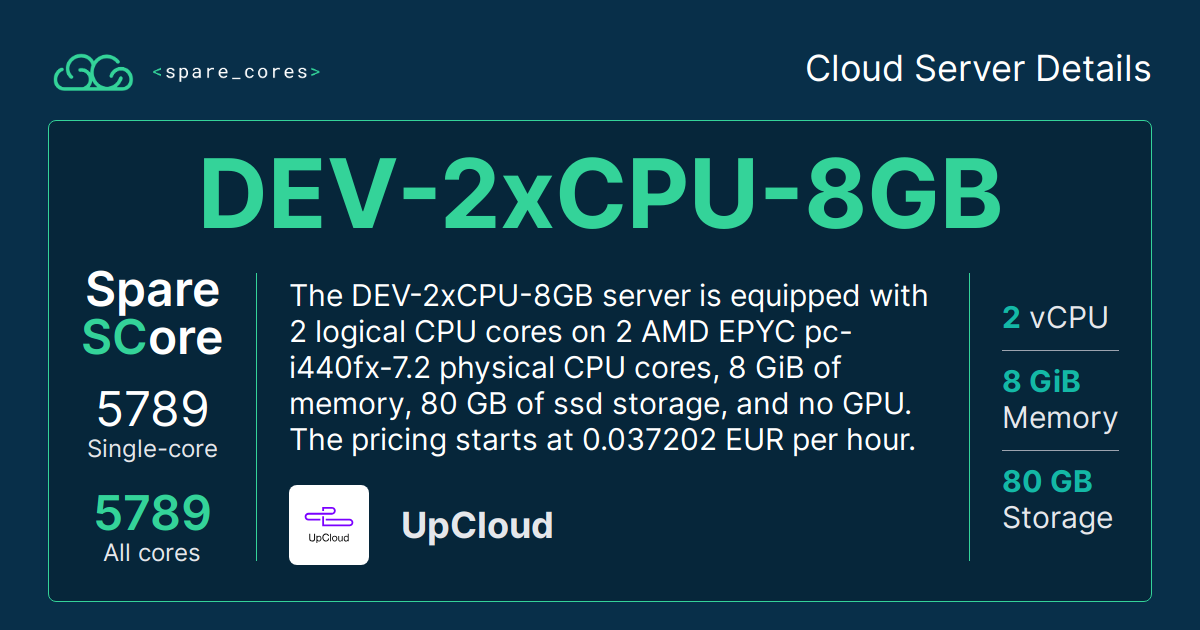 <spare_cores>
Cloud Server Details
DEV-2xCPU-8GB
Spare
SCore
5789
Single-core
5789
All cores
The DEV-2xCPU-8GB server is equipped with
2 logical CPU cores on 2 AMD EPYC pc-
i440fx-7.2 physical CPU cores, 8 GiB of
memory, 80 GB of ssd storage, and no GPU.
The pricing starts at 0.037202 EUR per hour.
UpCloud
UpCloud
2 vCPU
8 GiB
Memory
80 GB
Storage